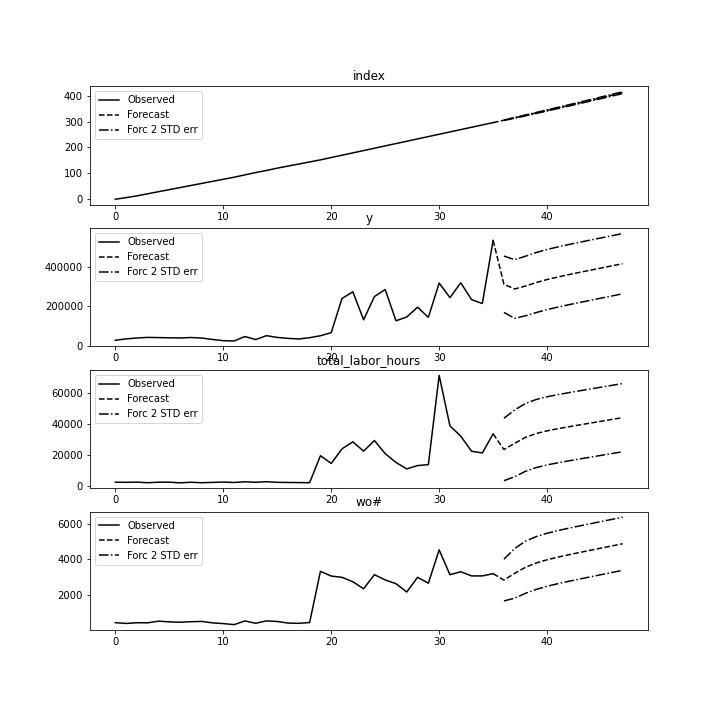 index
400
300
200
100
0
Observed
Forecast
Forc 2 STD err
0 10 20 30 40
y
400000
200000
0
Observed
Forecast
Forc 2 STD err
0 10 20 30 40
total_labor_hours
60000
40000
20000
0
Observed
Forecast
Forc 2 STD err
0 10 20 30 40
wo#
6000
4000
2000
Observed
Forecast
Forc 2 STD err
0 10 20 30 40